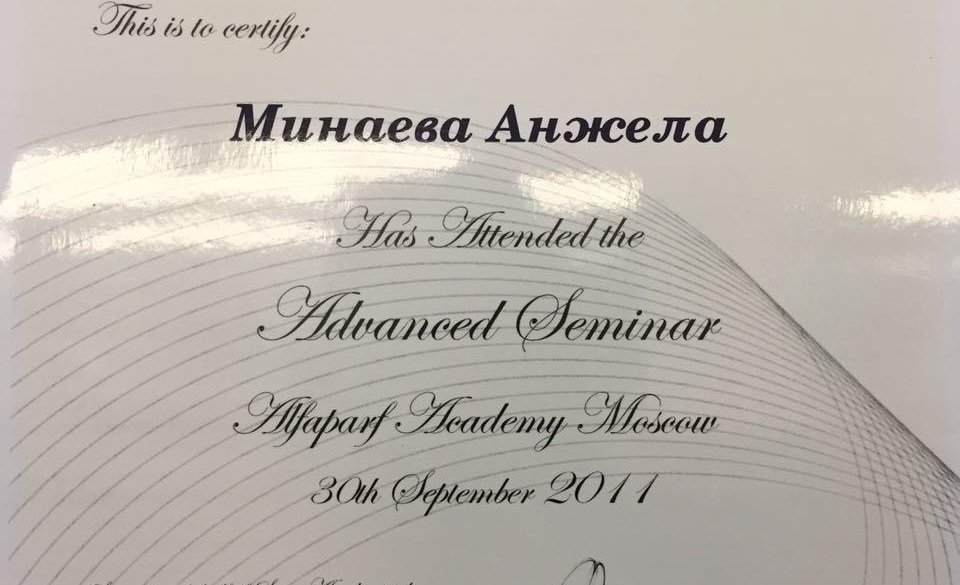 This is to certify:
Минаева Анжела
Has Attended the
Advanced Seminar
Alfaparf Academy Moscow
30th September 2011